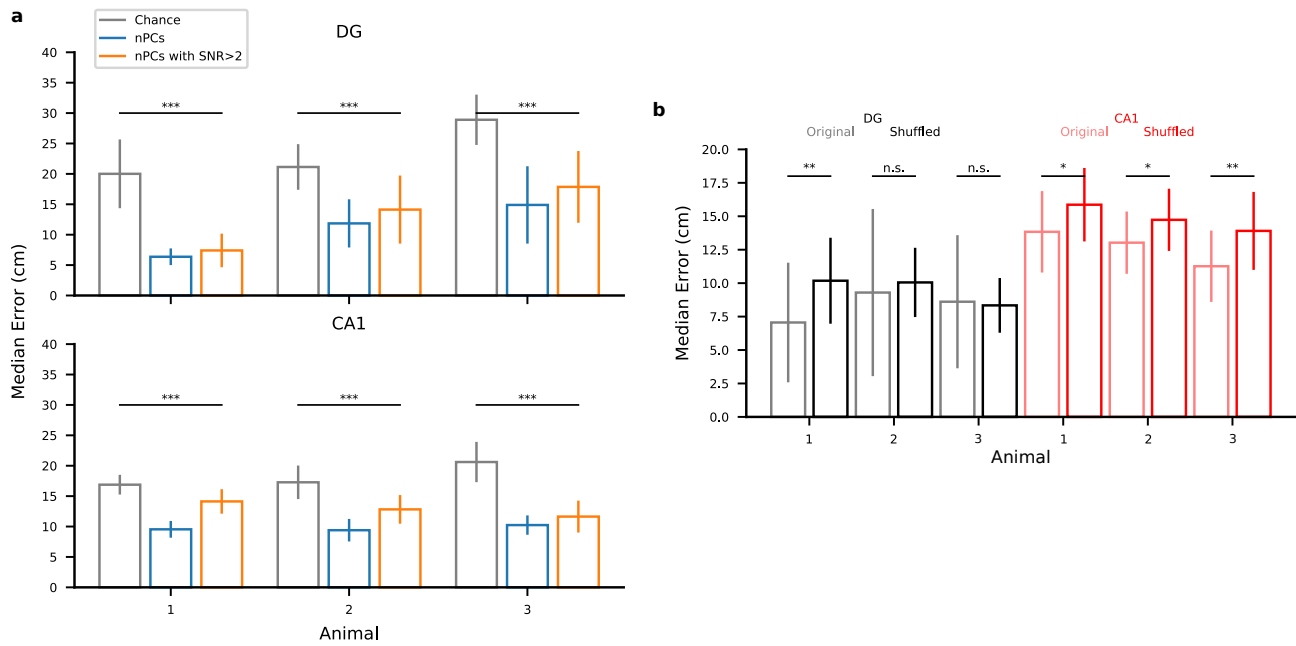 a
Chance
nPCs
nPCs with SNR>2
DG
40
35
30
25
20
15
10
5
0
*** *** ***
CA1
40
35
30
25
20
15
10
5
0
*** *** ***
1 2 3
Animal
Median Error (cm)
b
DG CA1
Original Shuffled Original Shuffled
20.0
17.5
15.0
12.5
10.0
7.5
5.0
2.5
0.0
** n.s. n.s. * * **
1 2 3 1 2 3
Animal
Median Error (cm)